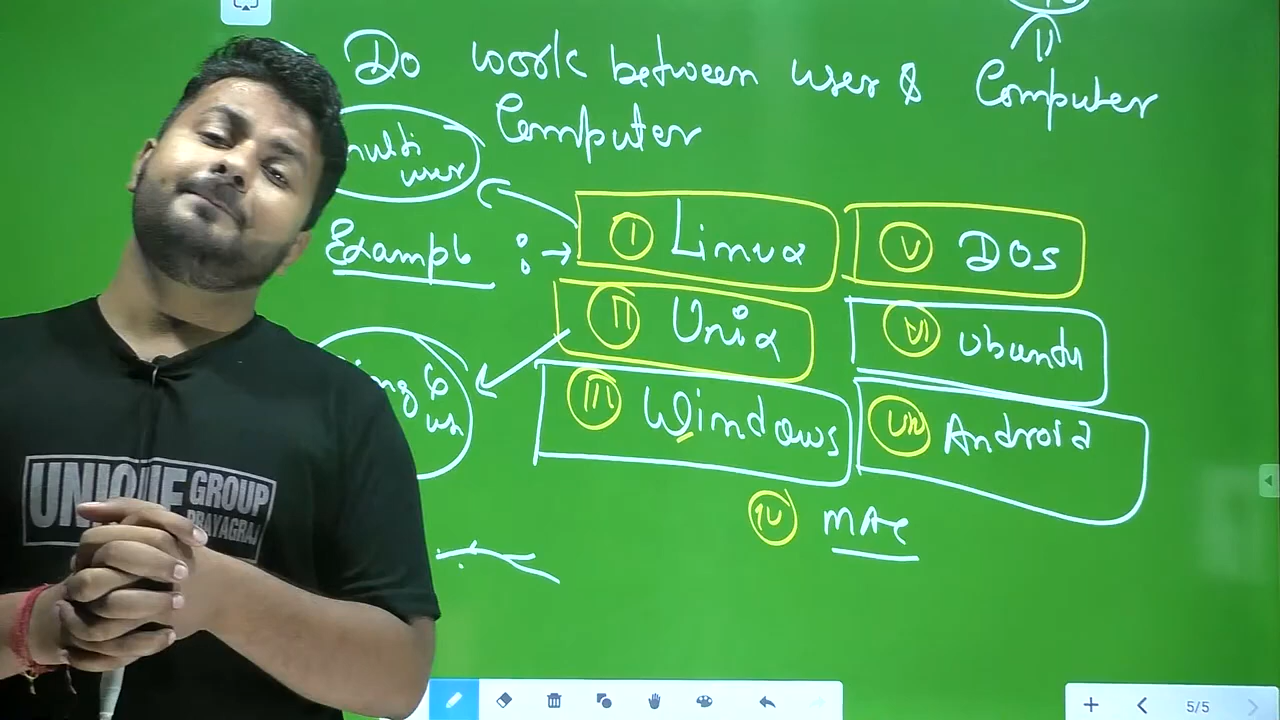 Do work between user & Computer
Computer
multi
user
Example :→
I Linux
V DOS
II Unix
VI Ubuntu
III Windows
VII Android
IV MAC
UNIQUE GROUP
PRAYAGRAJ
5/5